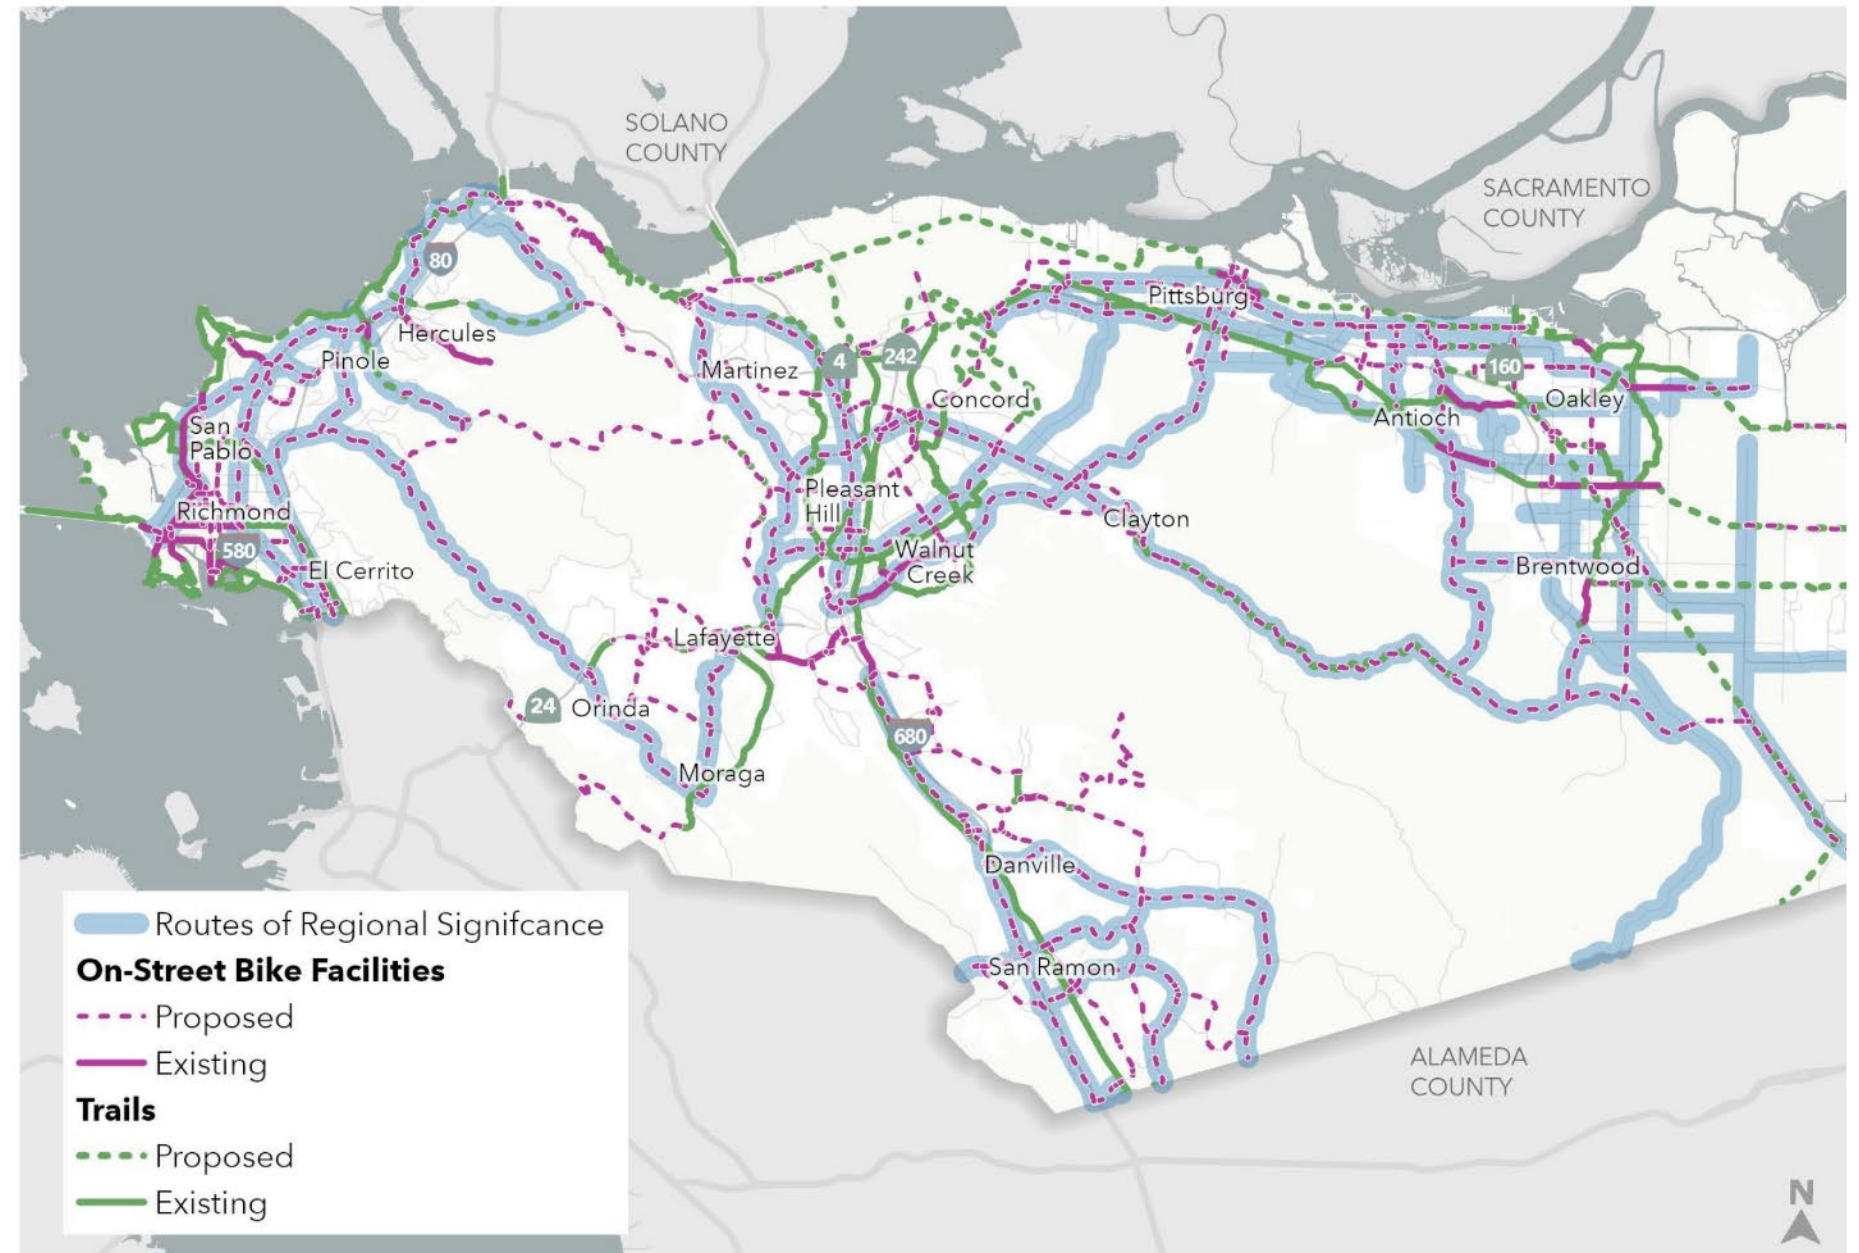 SOLANO
COUNTY
SACRAMENTO
COUNTY
80
Pittsburg
Hercules
Pinole
Martinez
4
242
160
Concord
Oakley
Antioch
San
Pablo
Pleasant
Hill
Richmond
Clayton
580
Walnut
Creek
El Cerrito
Brentwood
Lafayette
24
Orinda
680
Moraga
Danville
San Ramon
ALAMEDA
COUNTY
Routes of Regional Signifcance
On-Street Bike Facilities
Proposed
Existing
Trails
Proposed
Existing
N